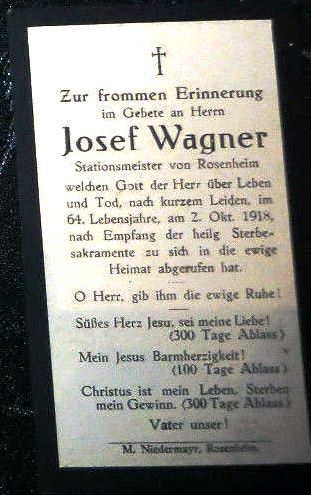 Zur frommen Erinnerung
im Gebete an Herrn
Josef Wagner
Stationsmeister von Rosenheim
welchen Gott der Herr über Leben
und Tod, nach kurzem Leiden, im
64. Lebensjahre, am 2. Okt. 1918,
nach Empfang der heilg Sterbe-
sakramente zu sich in die ewige
Heimat abgerufen hat.
O Herr, gib ihm die ewige Ruhe!
Süßes Herz Jesu, sei meine Liebe!
(300 Tage Ablass)
Mein Jesus Barmherzigkeit!
(100 Tage Ablass)
Christus ist mein Leben, Sterben
mein Gewinn. (300 Tage Ablass)
Vater unser!
M. Niedermayr, Rosenheim.